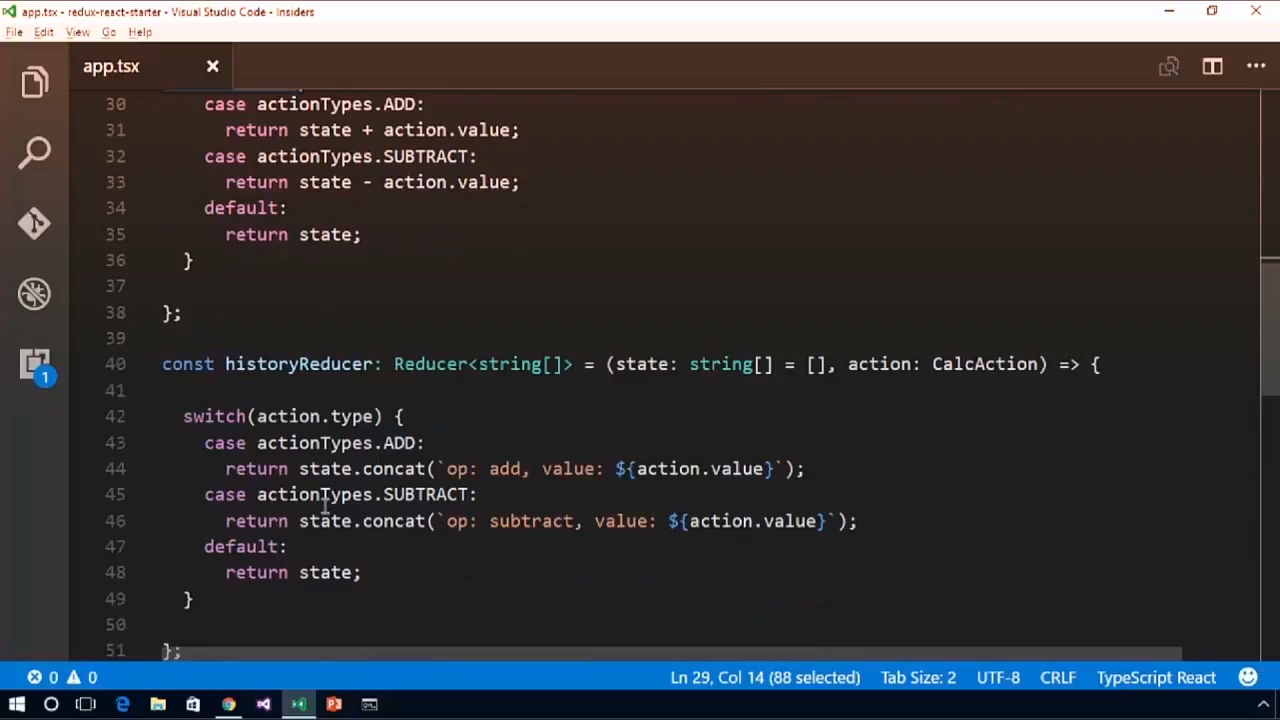 app.tsx - redux-react-starter - Visual Studio Code - Insiders
File Edit View Go Help
app.tsx
30 case actionTypes.ADD:
31 return state + action.value;
32 case actionTypes.SUBTRACT:
33 return state - action.value;
34 default:
35 return state;
36 }
37
38 };
39
40 const historyReducer: Reducer<string[]> = (state: string[] = [], action: CalcAction) => {
41
42 switch(action.type) {
43 case actionTypes.ADD:
44 return state.concat(`op: add, value: ${action.value}`);
45 case actionTypes.SUBTRACT:
46 return state.concat(`op: subtract, value: ${action.value}`);
47 default:
48 return state;
49 }
50
51 };
1
0 0 Ln 29, Col 14 (88 selected) Tab Size: 2 UTF-8 CRLF TypeScript React